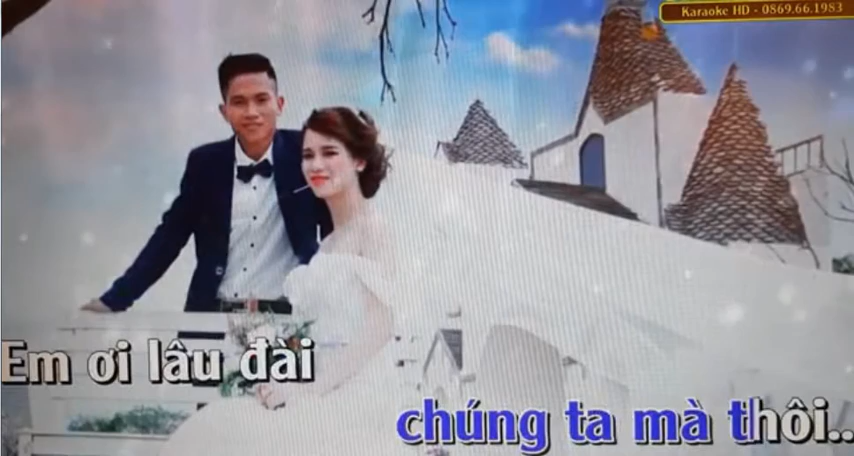 Karaoke HD - 0869.66.1983
Em ơi lâu đài
chúng ta mà thôi..